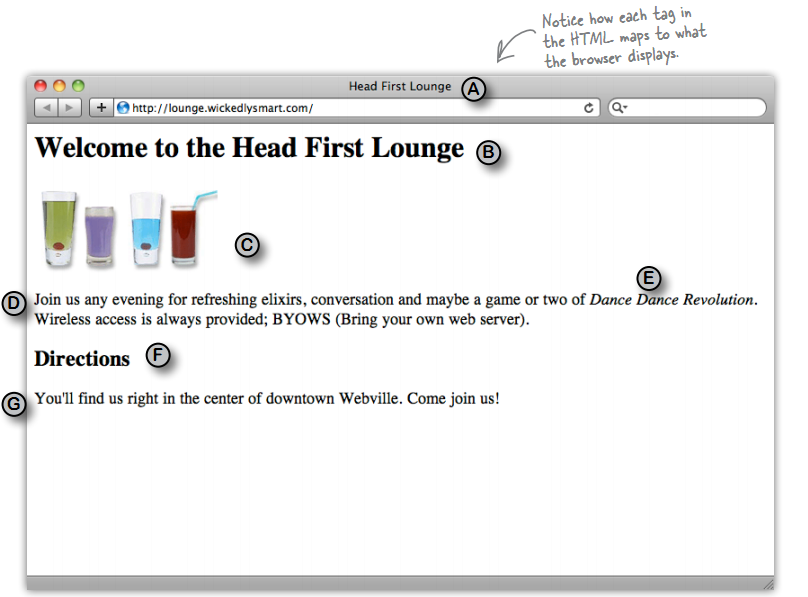 Notice how each tag in
the HTML maps to what
the browser displays.
Head First Lounge A
http://lounge.wickedlysmart.com/
Welcome to the Head First Lounge B
C
E
D Join us any evening for refreshing elixirs, conversation and maybe a game or two of Dance Dance Revolution.
Wireless access is always provided; BYOWS (Bring your own web server).
Directions F
G You'll find us right in the center of downtown Webville. Come join us!